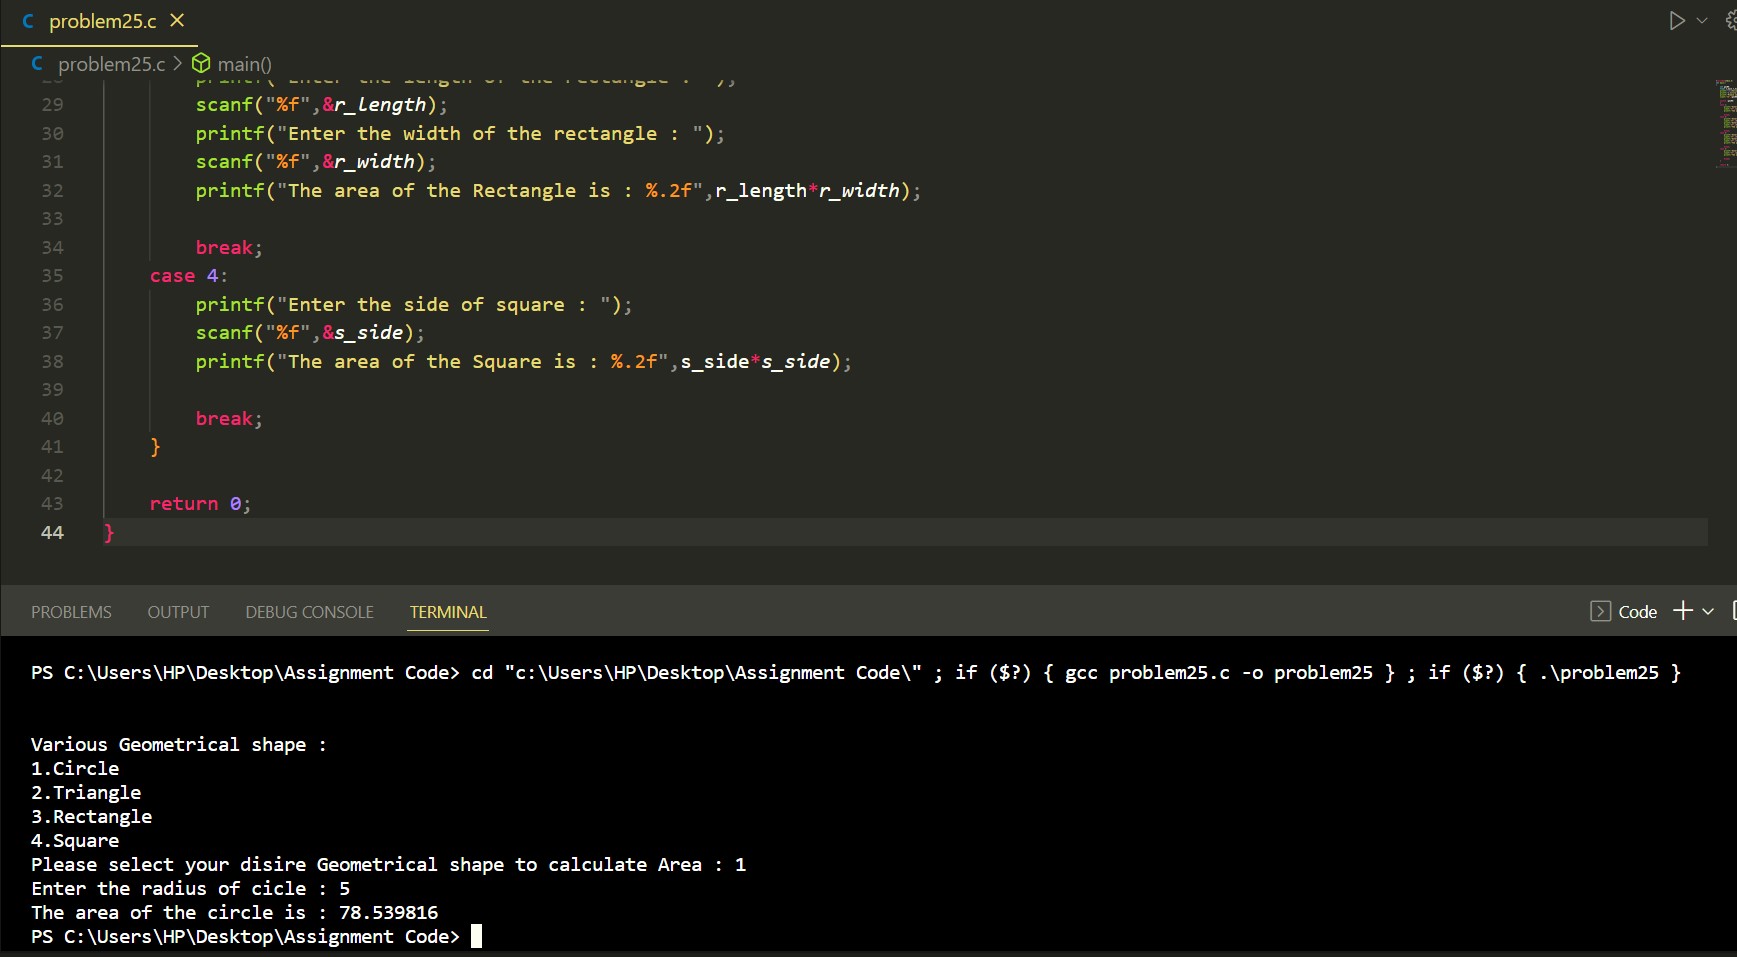 C problem25.c ×
C problem25.c > main()
29 scanf("%f",&r_length);
30 printf("Enter the width of the rectangle : ");
31 scanf("%f",&r_width);
32 printf("The area of the Rectangle is : %.2f",r_length*r_width);
33
34 break;
35 case 4:
36 printf("Enter the side of square : ");
37 scanf("%f",&s_side);
38 printf("The area of the Square is : %.2f",s_side*s_side);
39
40 break;
41 }
42
43 return 0;
44 }
PROBLEMS OUTPUT DEBUG CONSOLE TERMINAL Code
PS C:\Users\HP\Desktop\Assignment Code> cd "c:\Users\HP\Desktop\Assignment Code\" ; if ($?) { gcc problem25.c -o problem25 } ; if ($?) { .\problem25 }
Various Geometrical shape :
1.Circle
2.Triangle
3.Rectangle
4.Square
Please select your disire Geometrical shape to calculate Area : 1
Enter the radius of cicle : 5
The area of the circle is : 78.539816
PS C:\Users\HP\Desktop\Assignment Code>